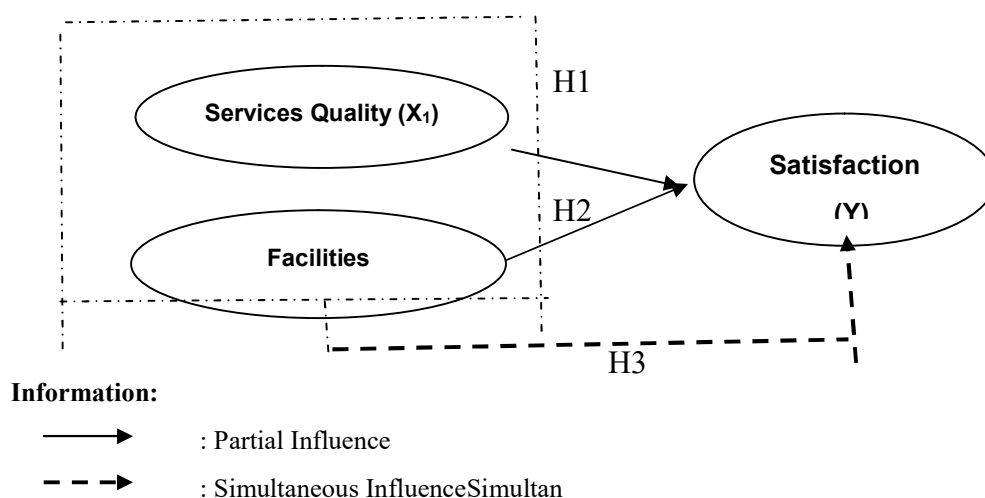 H1
Services Quality (X₁)
Satisfaction
(Y)
H2
Facilities
H3
Information:
: Partial Influence
: Simultaneous InfluenceSimultan